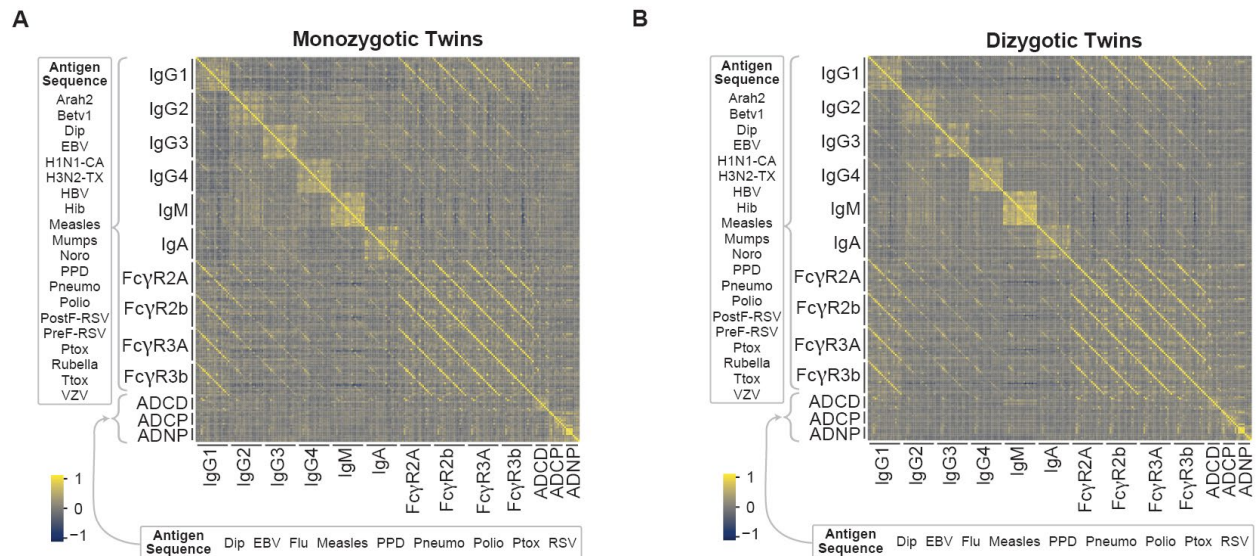 A
Monozygotic Twins
Antigen
Sequence
Arah2
Betv1
Dip
EBV
H1N1-CA
H3N2-TX
HBV
Hib
Measles
Mumps
Noro
PPD
Pneumo
Polio
PostF-RSV
PreF-RSV
Ptox
Rubella
Ttox
VZV
IgG1
IgG2
IgG3
IgG4
IgM
IgA
FcγR2A
FcγR2b
FcγR3A
FcγR3b
ADCD
ADCP
ADNP
IgG1 IgG2 IgG3 IgG4 IgM IgA FcγR2A FcγR2b FcγR3A FcγR3b ADCD ADCP ADNP
1
0
−1
Antigen
Sequence
Dip EBV Flu Measles PPD Pneumo Polio Ptox RSV
B
Dizygotic Twins
Antigen
Sequence
Arah2
Betv1
Dip
EBV
H1N1-CA
H3N2-TX
HBV
Hib
Measles
Mumps
Noro
PPD
Pneumo
Polio
PostF-RSV
PreF-RSV
Ptox
Rubella
Ttox
VZV
IgG1
IgG2
IgG3
IgG4
IgM
IgA
FcγR2A
FcγR2b
FcγR3A
FcγR3b
ADCD
ADCP
ADNP
IgG1 IgG2 IgG3 IgG4 IgM IgA FcγR2A FcγR2b FcγR3A FcγR3b ADCD ADCP ADNP
1
0
−1
Antigen
Sequence
Dip EBV Flu Measles PPD Pneumo Polio Ptox RSV